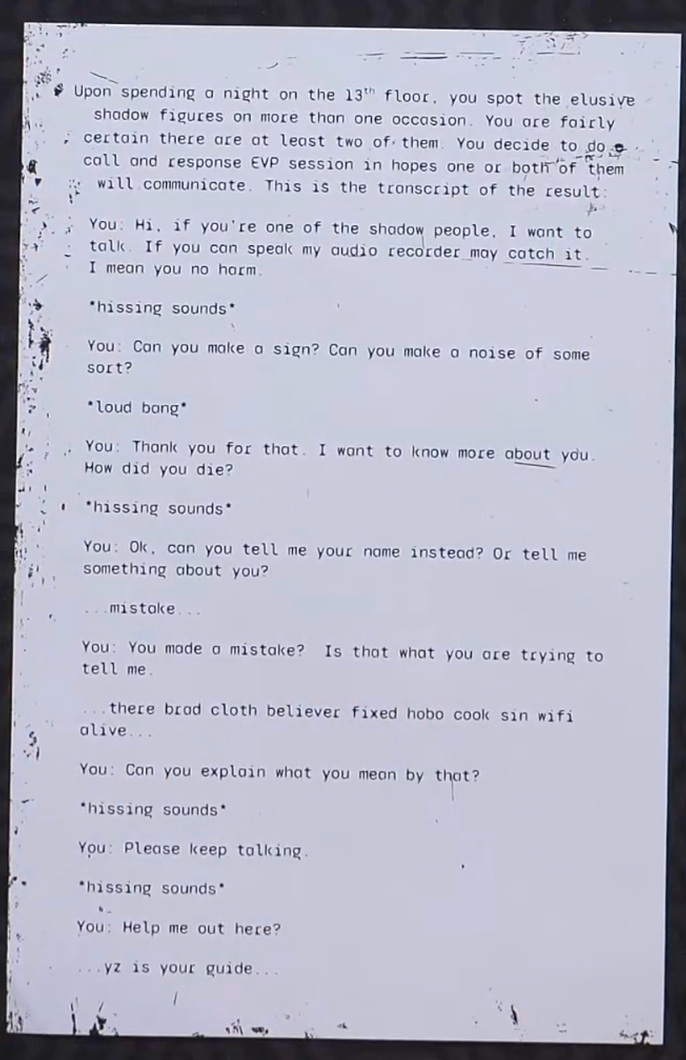 Upon spending a night on the 13th floor, you spot the elusive
shadow figures on more than one occasion. You are fairly
certain there are at least two of them. You decide to do a
call and response EVP session in hopes one or both of them
will communicate. This is the transcript of the result:
You: Hi, if you're one of the shadow people, I want to
talk. If you can speak my audio recorder may catch it.
I mean you no harm.
*hissing sounds*
You: Can you make a sign? Can you make a noise of some
sort?
*loud bang*
You: Thank you for that. I want to know more about you.
How did you die?
*hissing sounds*
You: Ok, can you tell me your name instead? Or tell me
something about you?
...mistake...
You: You made a mistake?  Is that what you are trying to
tell me.
...there brad cloth believer fixed hobo cook sin wifi
alive...
You: Can you explain what you mean by that?
*hissing sounds*
You: Please keep talking.
*hissing sounds*
You: Help me out here?
...yz is your guide...